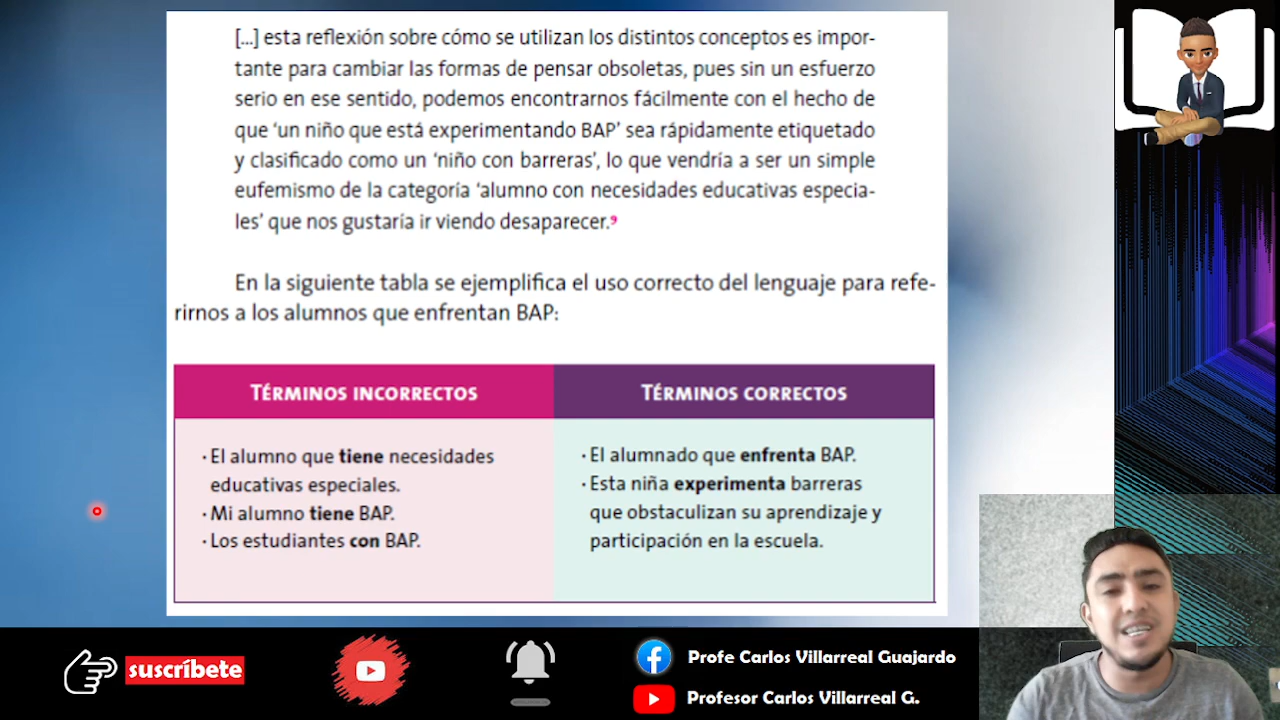 [...] esta reflexión sobre cómo se utilizan los distintos conceptos es impor-
tante para cambiar las formas de pensar obsoletas, pues sin un esfuerzo
serio en ese sentido, podemos encontrarnos fácilmente con el hecho de
que ‘un niño que está experimentando BAP’ sea rápidamente etiquetado
y clasificado como un ‘niño con barreras’, lo que vendría a ser un simple
eufemismo de la categoría ‘alumno con necesidades educativas especia-
les’ que nos gustaría ir viendo desaparecer.⁹
En la siguiente tabla se ejemplifica el uso correcto del lenguaje para refe-
rirnos a los alumnos que enfrentan BAP:
TÉRMINOS INCORRECTOS
· El alumno que tiene necesidades
educativas especiales.
· Mi alumno tiene BAP.
· Los estudiantes con BAP.
TÉRMINOS CORRECTOS
· El alumnado que enfrenta BAP.
· Esta niña experimenta barreras
que obstaculizan su aprendizaje y
participación en la escuela.
suscríbete
Profe Carlos Villarreal Guajardo
Profesor Carlos Villarreal G.